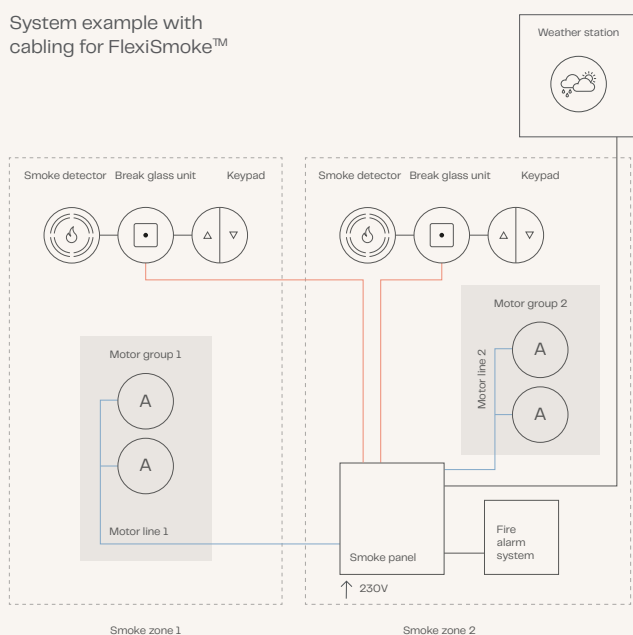 System example with
cabling for FlexiSmoke™
Weather station
Smoke detector Break glass unit Keypad
Smoke detector Break glass unit Keypad
Motor group 2
A
Motor line 2
A
Motor group 1
A
A
Motor line 1
Smoke panel
Fire
alarm
system
230V
Smoke zone 1
Smoke zone 2